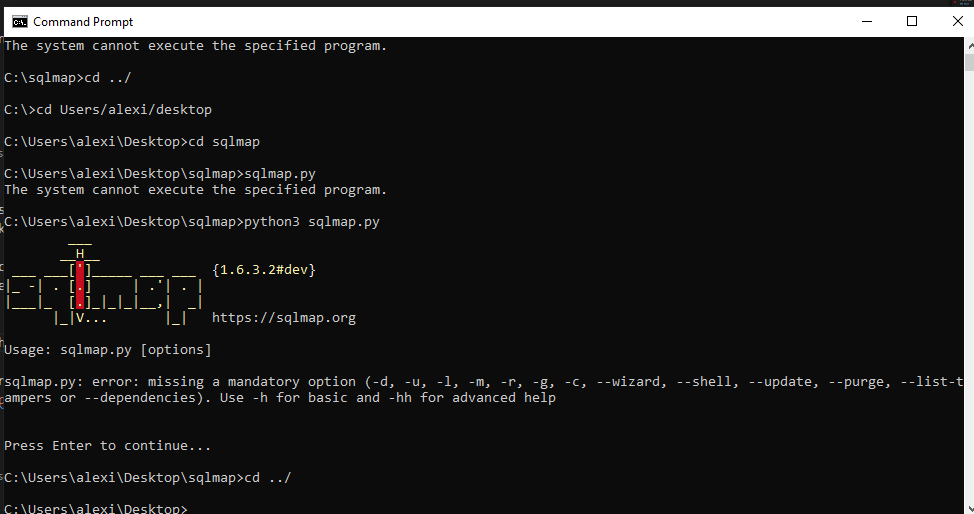 Command Prompt
The system cannot execute the specified program.
C:\sqlmap>cd ../
C:\>cd Users/alexi/desktop
C:\Users\alexi\Desktop>cd sqlmap
C:\Users\alexi\Desktop\sqlmap>sqlmap.py
The system cannot execute the specified program.
C:\Users\alexi\Desktop\sqlmap>python3 sqlmap.py
        ___
       __H__
 ___ ___[']_____ ___ ___  {1.6.3.2#dev}
|_ -| . [.]     | .'| . |
|___|_  [.]_|_|_|__,|  _|
      |_|V...       |_|   https://sqlmap.org
Usage: sqlmap.py [options]
sqlmap.py: error: missing a mandatory option (-d, -u, -l, -m, -r, -g, -c, --wizard, --shell, --update, --purge, --list-t
ampers or --dependencies). Use -h for basic and -hh for advanced help
Press Enter to continue...
C:\Users\alexi\Desktop\sqlmap>cd ../
C:\Users\alexi\Desktop>